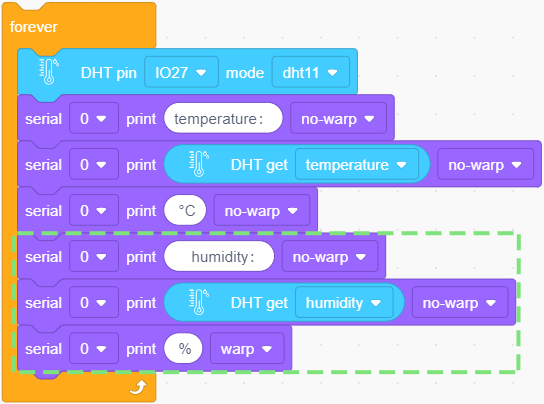 forever
DHT pin IO27 mode dht11
serial 0 print temperature: no-warp
serial 0 print DHT get temperature no-warp
serial 0 print °C no-warp
serial 0 print humidity: no-warp
serial 0 print DHT get humidity no-warp
serial 0 print % warp